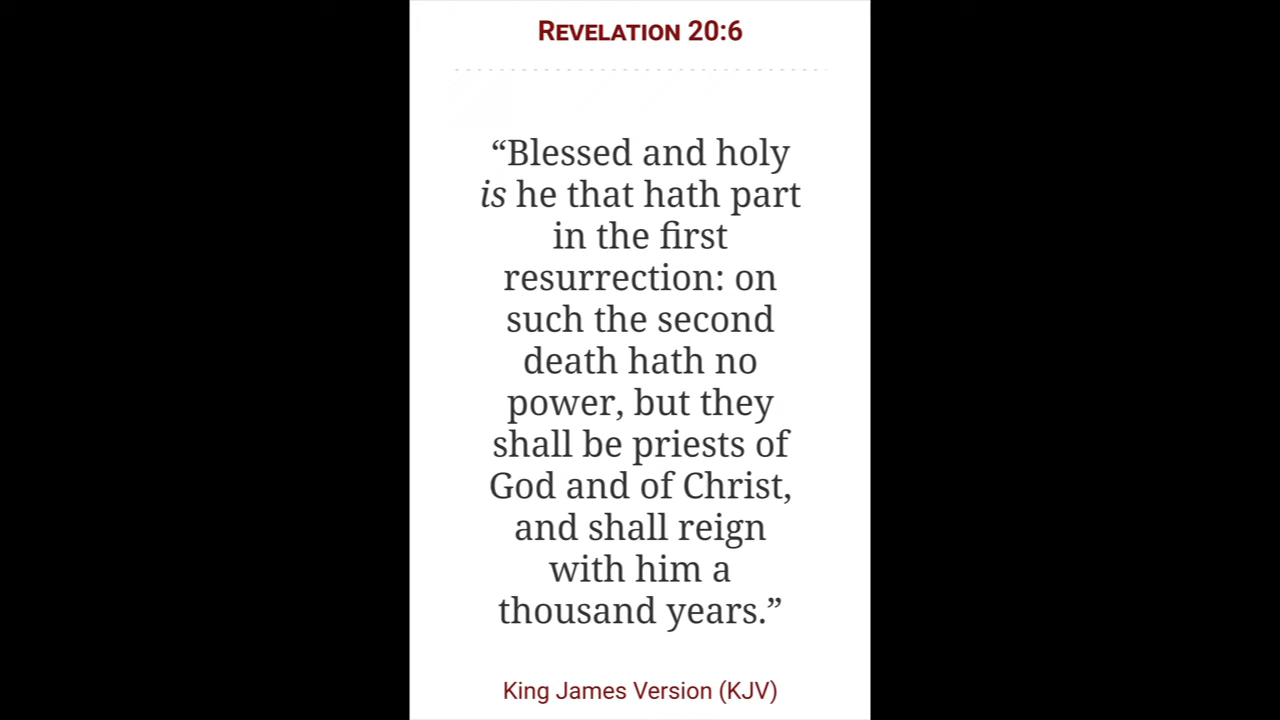 Revelation 20:6
“Blessed and holy
is he that hath part
in the first
resurrection: on
such the second
death hath no
power, but they
shall be priests of
God and of Christ,
and shall reign
with him a
thousand years.”
King James Version (KJV)